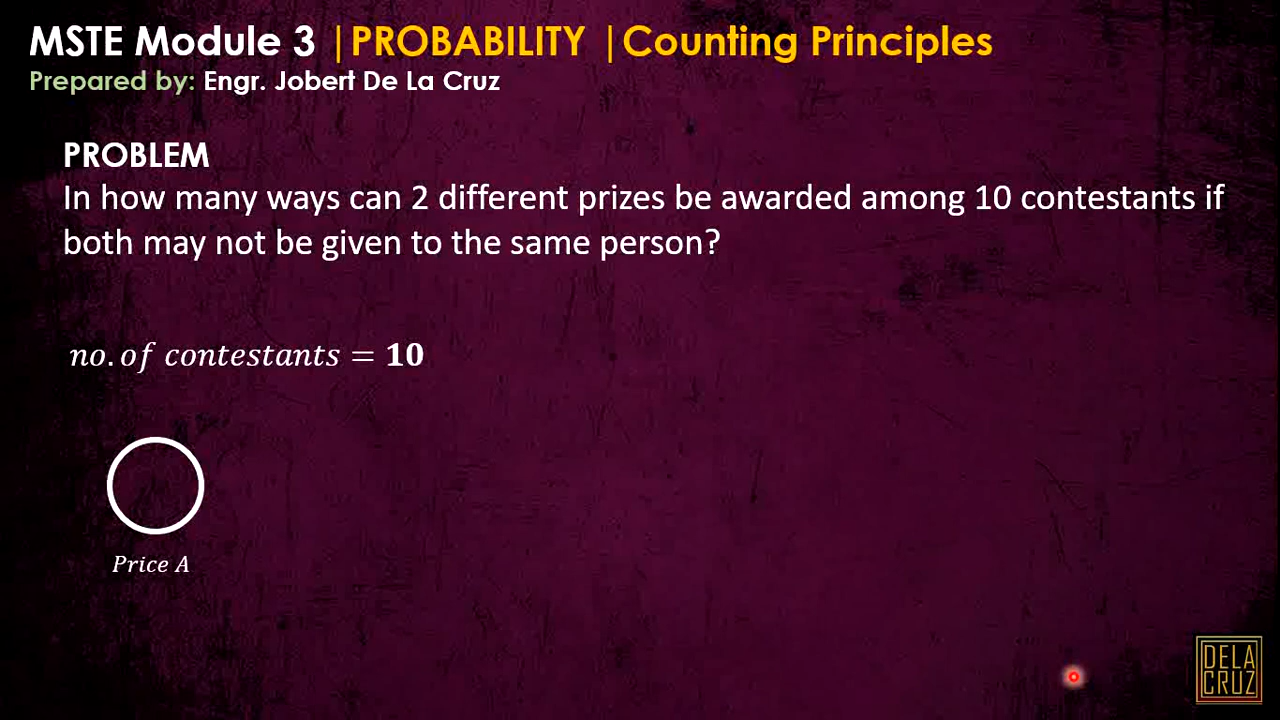 MSTE Module 3 |PROBABILITY |Counting Principles
Prepared by: Engr. Jobert De La Cruz
PROBLEM
In how many ways can 2 different prizes be awarded among 10 contestants if
both may not be given to the same person?
no. of contestants = 10
Price A
DELA
CRUZ